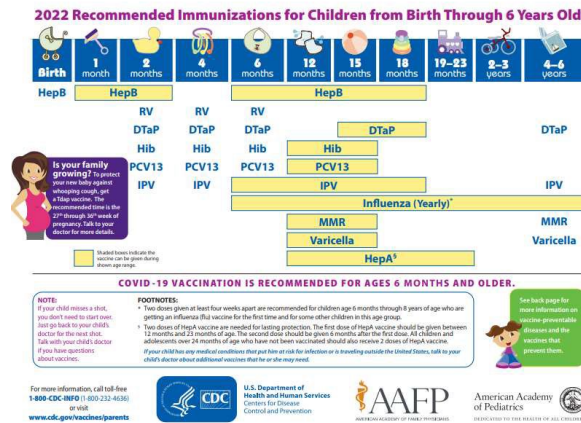 2022 Recommended Immunizations for Children from Birth Through 6 Years Old
Birth
1 month
2 months
4 months
6 months
12 months
15 months
18 months
19–23 months
2–3 years
4–6 years
HepB HepB HepB
RV RV RV
DTaP DTaP DTaP DTaP DTaP
Hib Hib Hib Hib
PCV13 PCV13 PCV13 PCV13
IPV IPV IPV IPV
Influenza (Yearly)*
MMR MMR
Varicella Varicella
HepA§
Is your family
growing? To protect
your new baby against
whooping cough, get
a Tdap vaccine. The
recommended time is the
27th through 36th week of
pregnancy. Talk to your
doctor for more details.
Shaded boxes indicate the
vaccine can be given during
shown age range.
COVID-19 VACCINATION IS RECOMMENDED FOR AGES 6 MONTHS AND OLDER.
NOTE:
If your child misses a shot,
you don't need to start over.
Just go back to your child's
doctor for the next shot.
Talk with your child's doctor
if you have questions
about vaccines.
FOOTNOTES:
* Two doses given at least four weeks apart are recommended for children age 6 months through 8 years of age who are
getting an influenza (flu) vaccine for the first time and for some other children in this age group.
§ Two doses of HepA vaccine are needed for lasting protection. The first dose of HepA vaccine should be given between
12 months and 23 months of age. The second dose should be given 6 months after the first dose. All children and
adolescents over 24 months of age who have not been vaccinated should also receive 2 doses of HepA vaccine.
If your child has any medical conditions that put him at risk for infection or is traveling outside the United States, talk to your
child's doctor about additional vaccines that he or she may need.
See back page for
more information on
vaccine-preventable
diseases and the
vaccines that
prevent them.
For more information, call toll-free
1-800-CDC-INFO (1-800-232-4636)
or visit
www.cdc.gov/vaccines/parents
CDC
U.S. Department of
Health and Human Services
Centers for Disease
Control and Prevention
AAFP
AMERICAN ACADEMY OF FAMILY PHYSICIANS
American Academy
of Pediatrics
DEDICATED TO THE HEALTH OF ALL CHILDREN